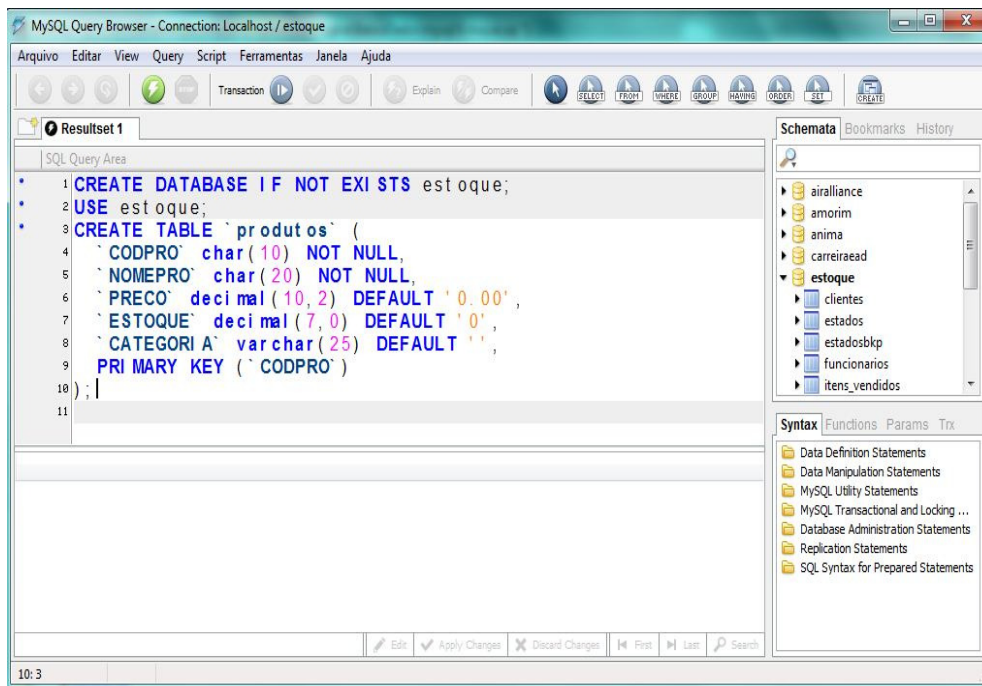 MySQL Query Browser - Connection: Localhost / estoque
Arquivo Editar View Query Script Ferramentas Janela Ajuda
Transaction Explain Compare SELECT FROM WHERE GROUP HAVING ORDER SET CREATE
Resultset 1
SQL Query Area
1 CREATE DATABASE IF NOT EXISTS estoque;
2 USE estoque;
3 CREATE TABLE `produtos` (
4 `CODPRO` char(10) NOT NULL,
5 `NOMEPRO` char(20) NOT NULL,
6 `PRECO` decimal(10,2) DEFAULT '0.00',
7 `ESTOQUE` decimal(7,0) DEFAULT '0',
8 `CATEGORIA` varchar(25) DEFAULT '',
9 PRIMARY KEY (`CODPRO`)
10 );
11
Schemata Bookmarks History
airalliance
amorim
anima
carreiraead
estoque
clientes
estados
estadosbkp
funcionarios
itens_vendidos
Syntax Functions Params Trx
Data Definition Statements
Data Manipulation Statements
MySQL Utility Statements
MySQL Transactional and Locking ...
Database Administration Statements
Replication Statements
SQL Syntax for Prepared Statements
Edit Apply Changes Discard Changes First Last Search
10: 3